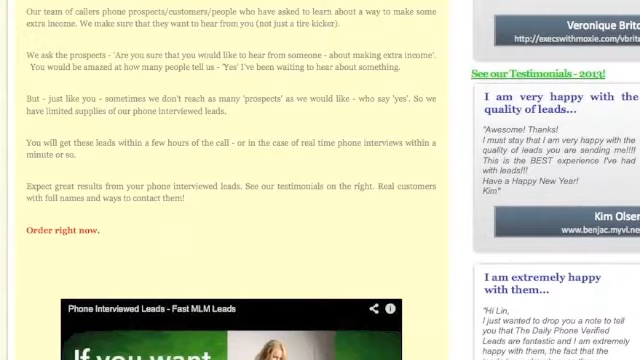 Our team of callers phone prospects/customers/people who have asked to learn about a way to make some
extra income. We make sure that they want to hear from you (not just a tire kicker).
We ask the prospects - 'Are you sure that you would like to hear from someone - about making extra income'.
You would be amazed at how many people tell us - 'Yes' I've been waiting to hear about something.
But - just like you - sometimes we don't reach as many 'prospects' as we would like - who say 'yes'. So we
have limited supplies of our phone interviewed leads.
You will get these leads within a few hours of the call - or in the case of real time phone interviews within a
minute or so.
Expect great results from your phone interviewed leads. See our testimonials on the right. Real customers
with full names and ways to contact them!
Order right now.
Phone Interviewed Leads - Fast MLM Leads
If you want
Veronique Brito
http://execswithmoxie.com/vbrito
See our Testimonials - 2013!
I am very happy with the
quality of leads...
"Awesome! Thanks!
I must stay that I am very happy with the
quality of leads you are sending me!!!!
This is the BEST experience I've had
with leads!!!
Have a Happy New Year!
Kim"
Kim Olsen
www.benjac.myvl.ne
I am extremely happy
with them...
"Hi Lin,
I just wanted to drop you a note to tell
you that The Daily Phone Verified
Leads are fantastic and I am extremely
happy with them, the fact that the